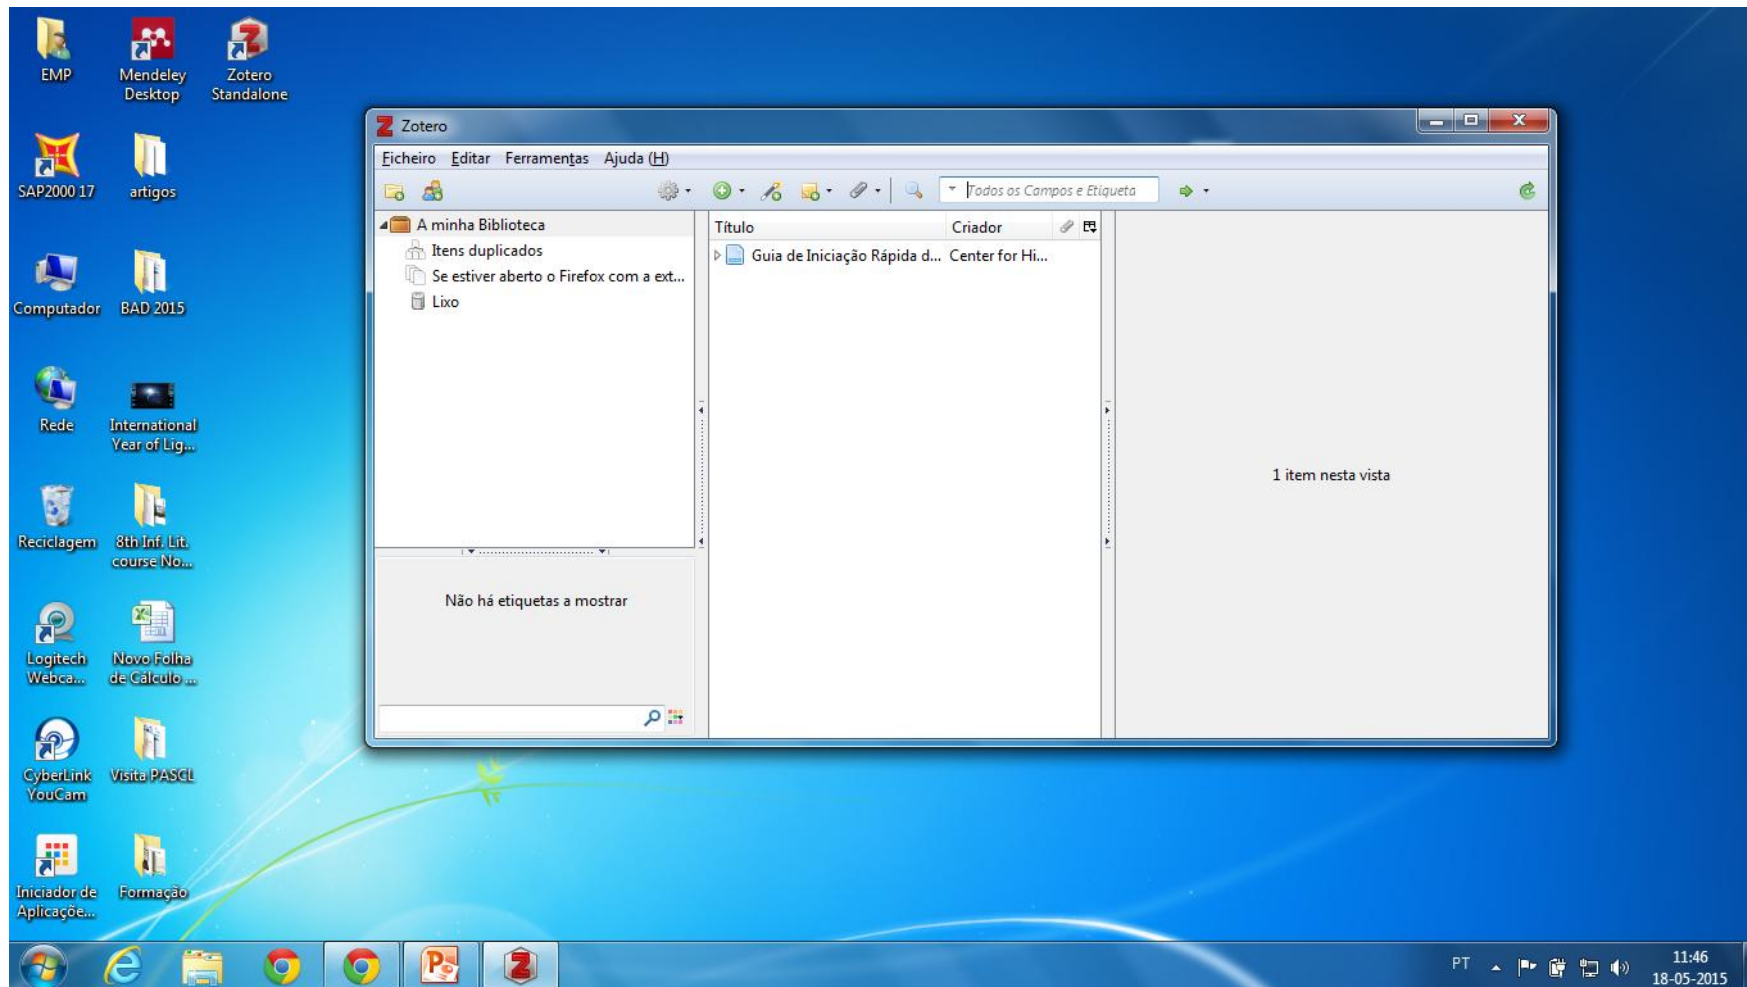 EMP
Mendeley
Desktop
Zotero
Standalone
SAP2000 17
artigos
Computador
BAD 2015
Rede
International
Year of Lig...
Reciclagem
8th Inf. Lit.
course No...
Logitech
Webca...
Novo Folha
de Cálculo ...
CyberLink
YouCam
Visita PASCL
Iniciador de
Aplicaçõe...
Formação
Zotero
Ficheiro Editar Ferramentas Ajuda (H)
Todos os Campos e Etiqueta
A minha Biblioteca
Itens duplicados
Se estiver aberto o Firefox com a ext...
Lixo
Não há etiquetas a mostrar
Título Criador
Guia de Iniciação Rápida d... Center for Hi...
1 item nesta vista
PT
11:46
18-05-2015